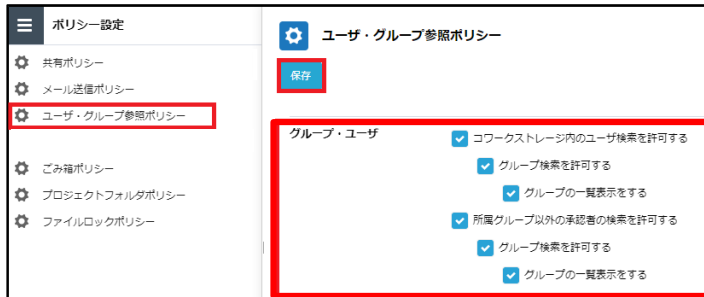 ポリシー設定
共有ポリシー
メール送信ポリシー
ユーザ・グループ参照ポリシー
ごみ箱ポリシー
プロジェクトフォルダポリシー
ファイルロックポリシー
ユーザ・グループ参照ポリシー
保存
グループ・ユーザ
コワークストレージ内のユーザ検索を許可する
グループ検索を許可する
グループの一覧表示をする
所属グループ以外の承認者の検索を許可する
グループ検索を許可する
グループの一覧表示をする